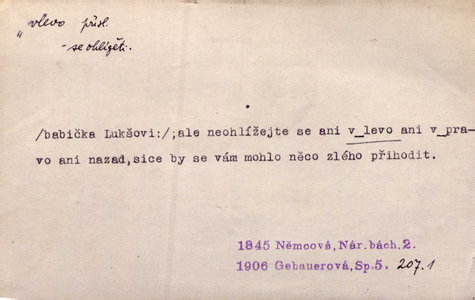 „ vlevo přísl.
- se ohlížeti.
/babička Lukšovi:/;ale neohlížejte se ani v_levo ani v_pra-
vo ani nazad,sice by se vám mohlo něco zlého přihodit.
1845 Němcová,Nár.bách.2.
1906 Gebauerová,Sp.5. 207.1